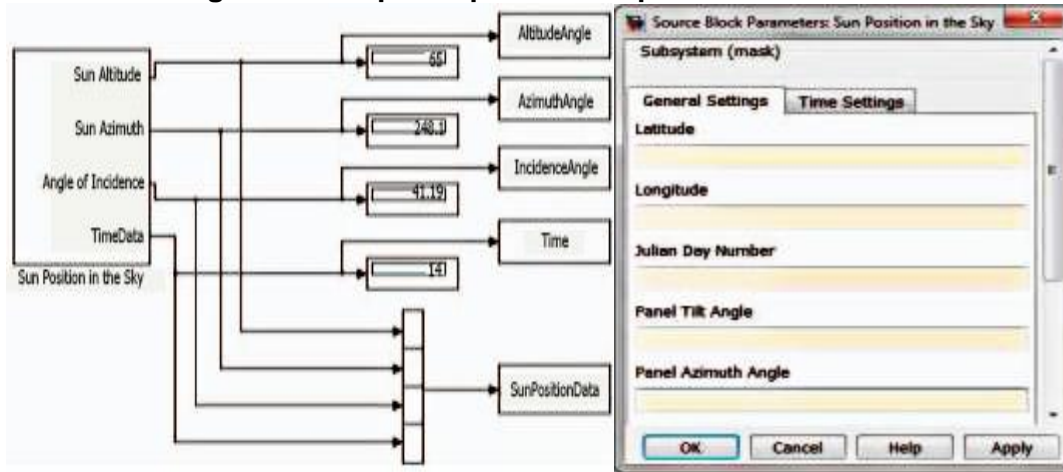 Sun Altitude
Sun Azimuth
Angle of Incidence
TimeData
Sun Position in the Sky
65
248.1
41.19
14
AltitudeAngle
AzimuthAngle
IncidenceAngle
Time
SunPositionData
Source Block Parameters: Sun Position in the Sky
Subsystem (mask)
General Settings
Time Settings
Latitude
Longitude
Julian Day Number
Panel Tilt Angle
Panel Azimuth Angle
OK
Cancel
Help
Apply